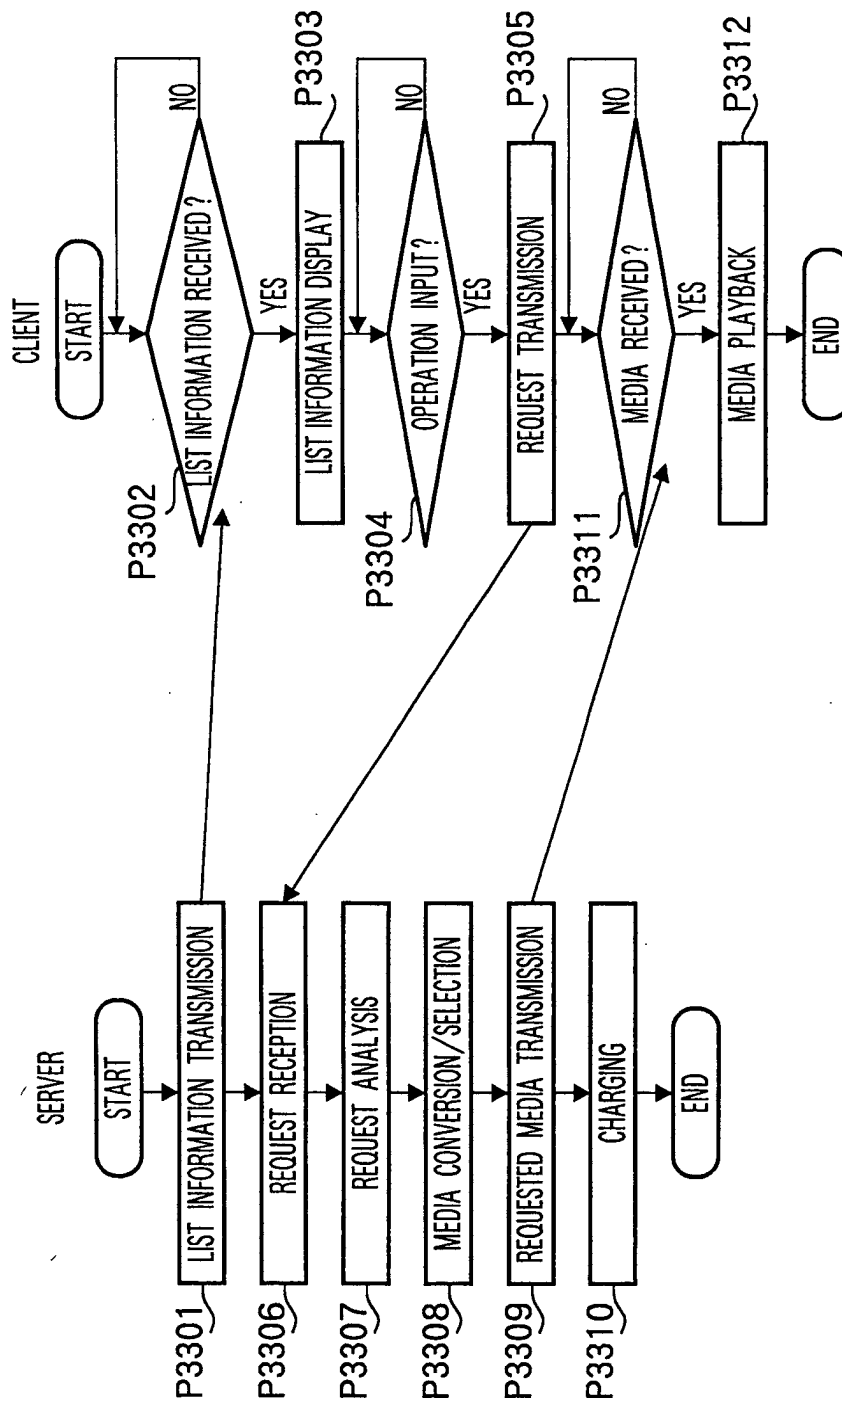 SERVER
START
P3301
LIST INFORMATION TRANSMISSION
P3306
REQUEST RECEPTION
P3307
REQUEST ANALYSIS
P3308
MEDIA CONVERSION/SELECTION
P3309
REQUESTED MEDIA TRANSMISSION
P3310
CHARGING
END
CLIENT
START
P3302
LIST INFORMATION RECEIVED?
NO
YES
P3303
LIST INFORMATION DISPLAY
P3304
OPERATION INPUT?
NO
YES
P3305
REQUEST TRANSMISSION
P3311
MEDIA RECEIVED?
NO
YES
P3312
MEDIA PLAYBACK
END